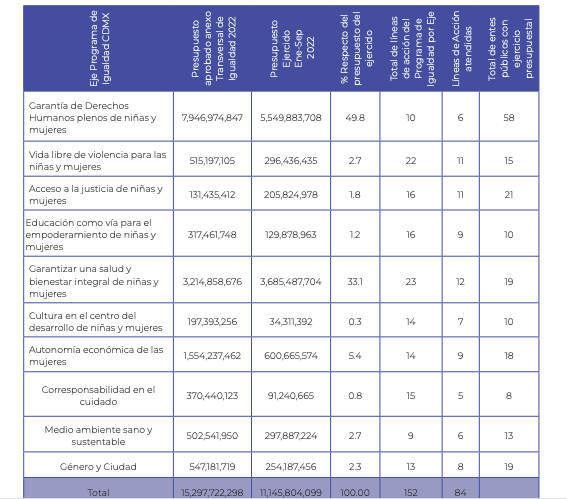 Eje Programa de
Igualdad CDMX
Presupuesto
aprobado anexo
Transversal de
Igualdad 2022
Presupuesto
Ejercido
Ene-Sep
2022
% Respecto del
presupuesto del
ejercido
Total de líneas
de acción del
Programa de
Igualdad por Eje
Líneas de Acción
atendidas
Total de entes
públicos con
ejercicio
presupuestal
Garantía de Derechos
Humanos plenos de niñas y
mujeres
7,946,974,847 5,549,883,708 49.8 10 6 58
Vida libre de violencia para las
niñas y mujeres
515,197,105 296,436,435 2.7 22 11 15
Acceso a la justicia de niñas y
mujeres
131,435,412 205,824,978 1.8 16 11 21
Educación como vía para el
empoderamiento de niñas y
mujeres
317,461,748 129,878,963 1.2 16 9 10
Garantizar una salud y
bienestar integral de niñas y
mujeres
3,214,858,676 3,685,487,704 33.1 23 12 19
Cultura en el centro del
desarrollo de niñas y mujeres
197,393,256 34,311,392 0.3 14 7 10
Autonomía económica de las
mujeres
1,554,237,462 600,665,574 5.4 14 9 18
Corresponsabilidad en el
cuidado
370,440,123 91,240,665 0.8 15 5 8
Medio ambiente sano y
sustentable
502,541,950 297,887,224 2.7 9 6 13
Género y Ciudad 547,181,719 254,187,456 2.3 13 8 19
Total 15,297,722,298 11,145,804,099 100.00 152 84